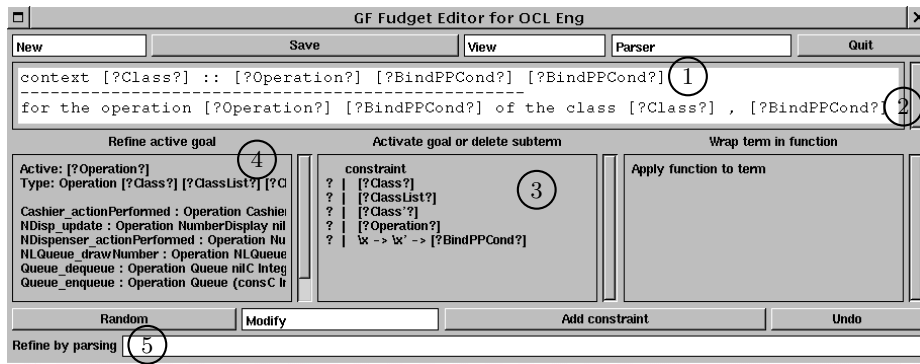 GF Fudget Editor for OCL Eng
New Save View Parser Quit
context [?Class?] :: [?Operation?] [?BindPPCond?] [?BindPPCond?] 1
------------------------------------------------
for the operation [?Operation?] [?BindPPCond?] of the class [?Class?] , [?BindPPCond?] 2
Refine active goal Activate goal or delete subterm Wrap term in function
4
Active: [?Operation?]
Type: Operation [?Class?] [?ClassList?] [?Cl
Cashier_actionPerformed : Operation Cashier
NDisp_update : Operation NumberDisplay nil
NDispenser_actionPerformed : Operation Nu
NLQueue_drawNumber : Operation NLQueue
Queue_dequeue : Operation Queue nilC Integ
Queue_enqueue : Operation Queue (consC In
constraint
? | [?Class?]
? | [?ClassList?]
? | [?Class'?]
? | [?Operation?]
? | \x -> \x' -> [?BindPPCond?]
3
Apply function to term
Random Modify Add constraint Undo
Refine by parsing 5